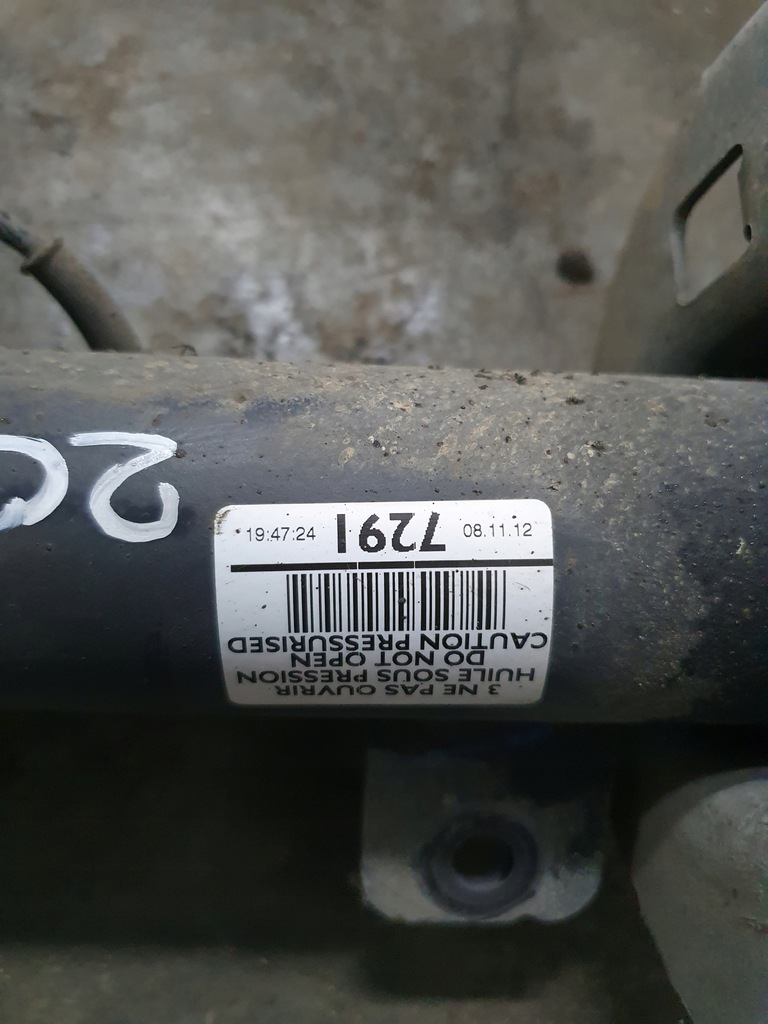 3 NE PAS OUVRIR
HUILE SOUS PRESSION
DO NOT OPEN
CAUTION PRESSURISED
19:47:24 7291 08.11.12